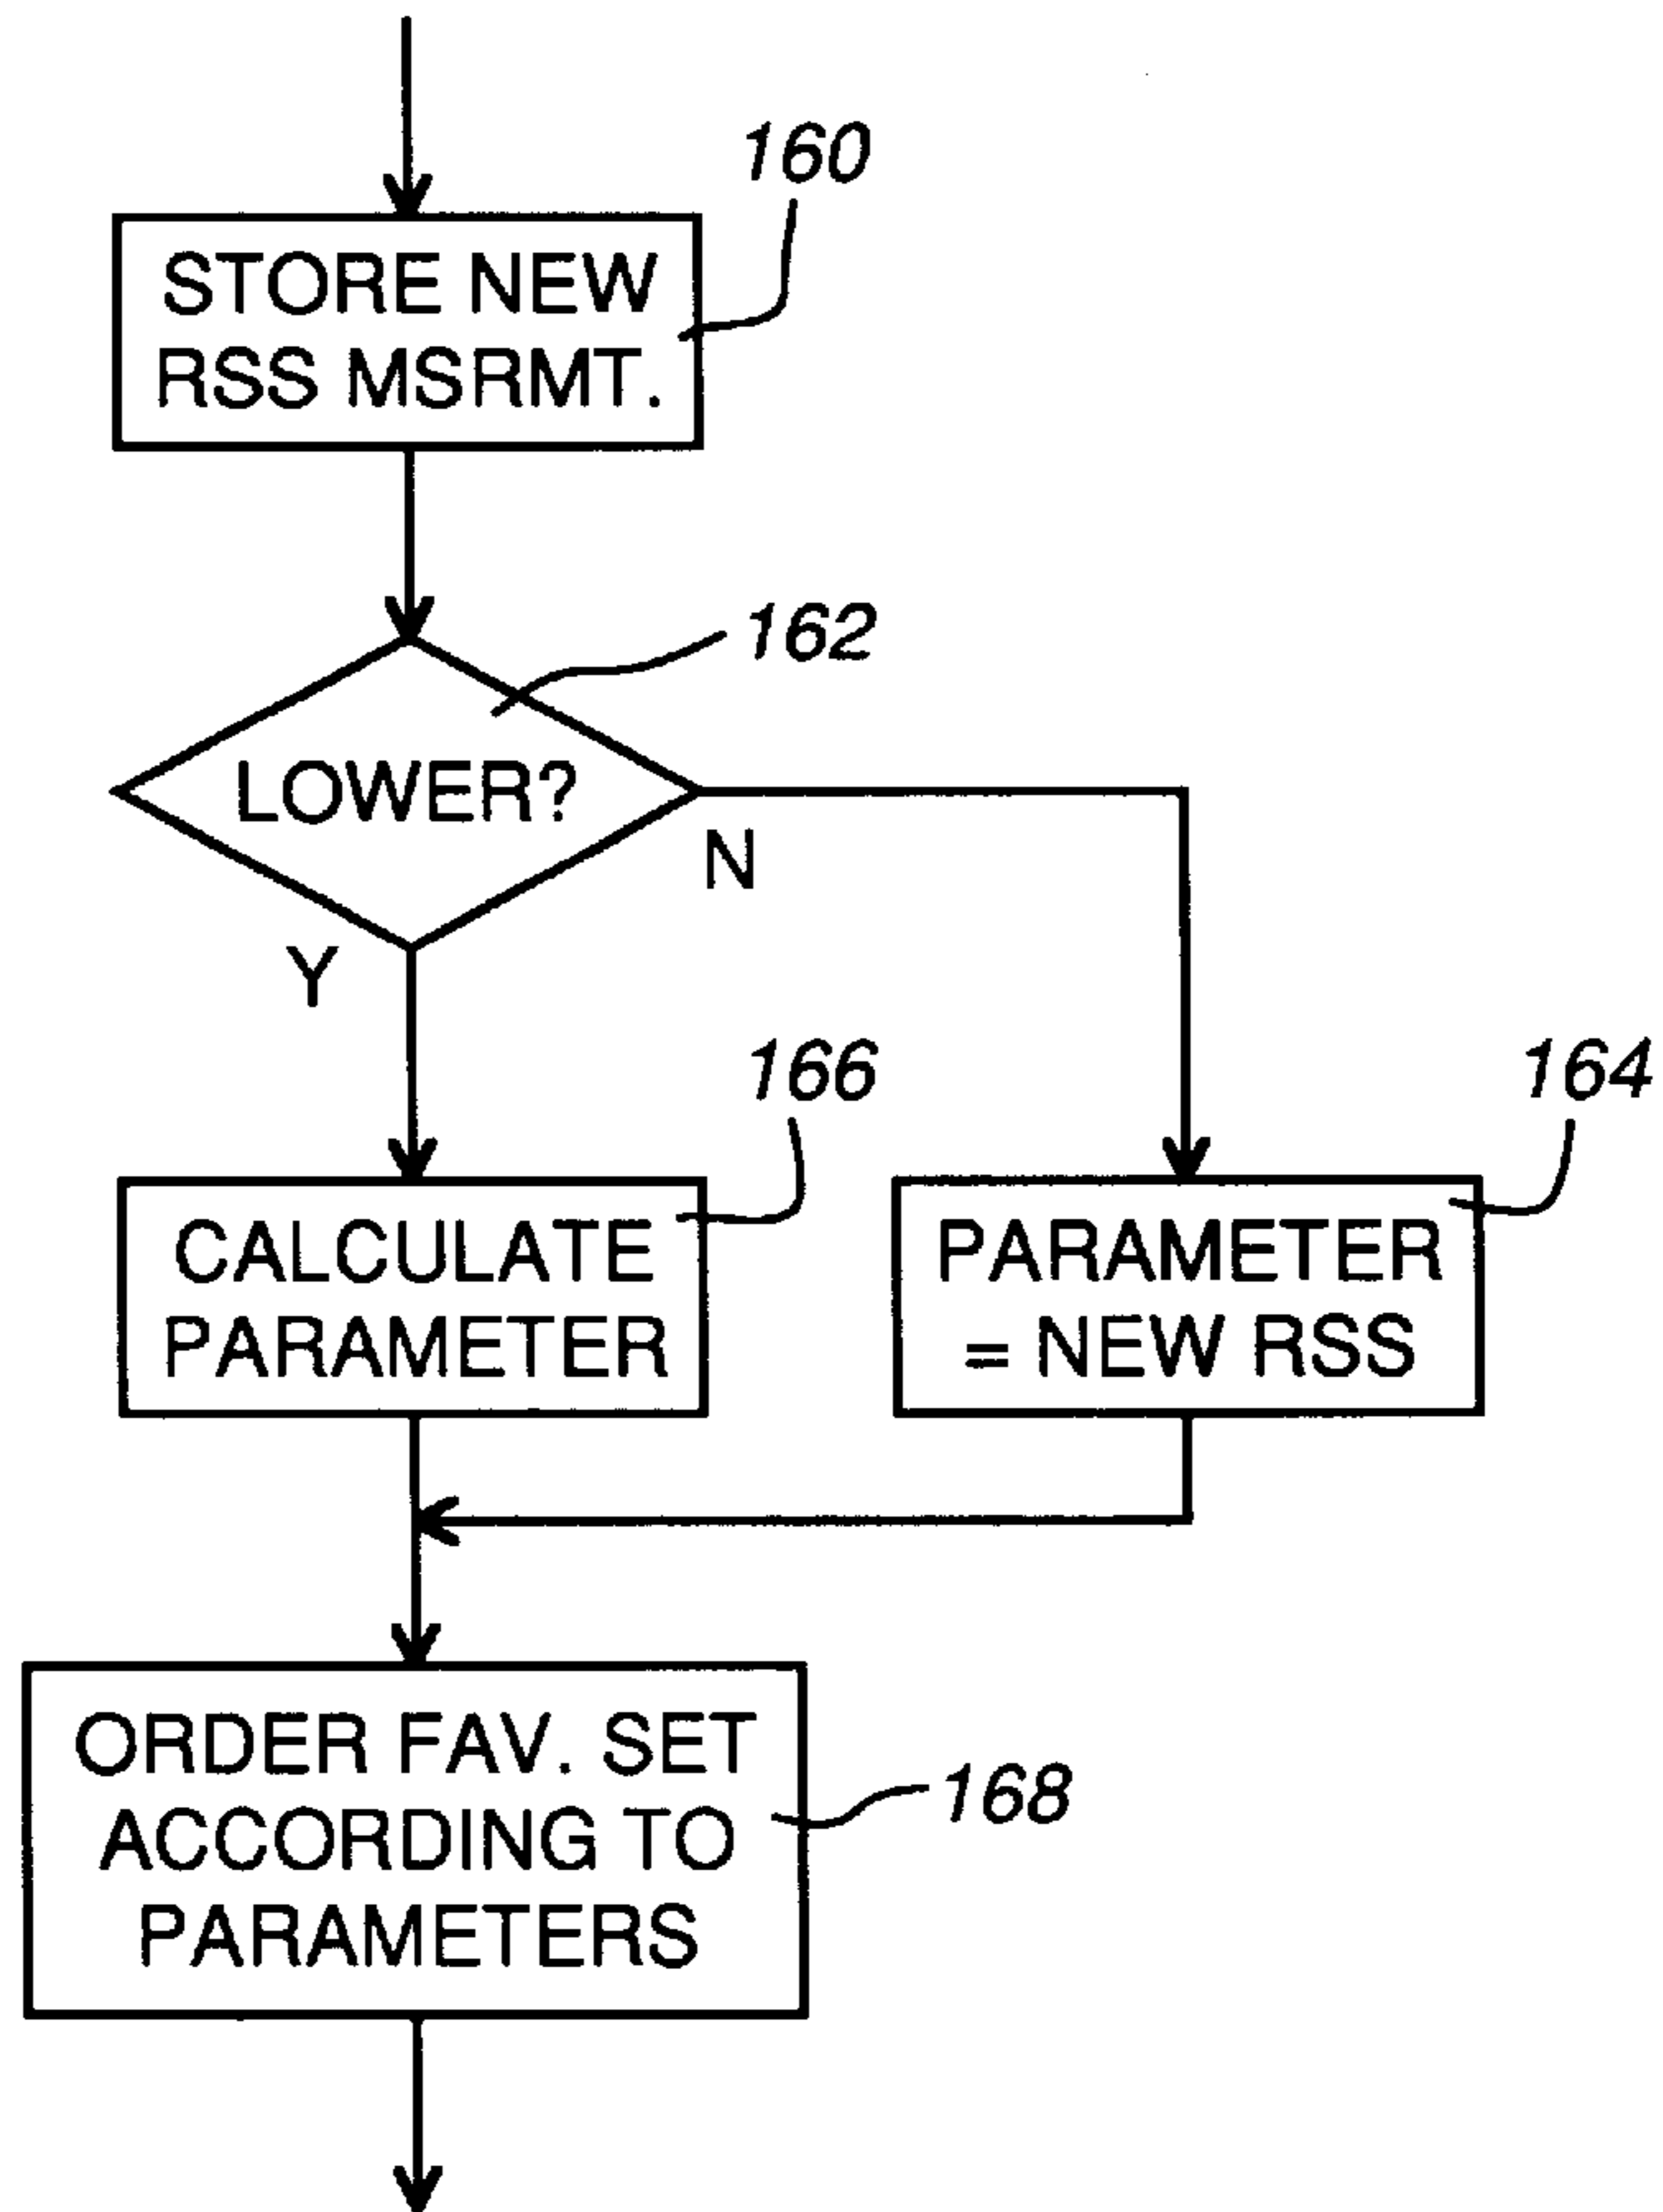 160
STORE NEW
RSS MSRMT.
162
LOWER?
N
Y
166
164
CALCULATE
PARAMETER
PARAMETER
= NEW RSS
ORDER FAV. SET
ACCORDING TO
PARAMETERS
168